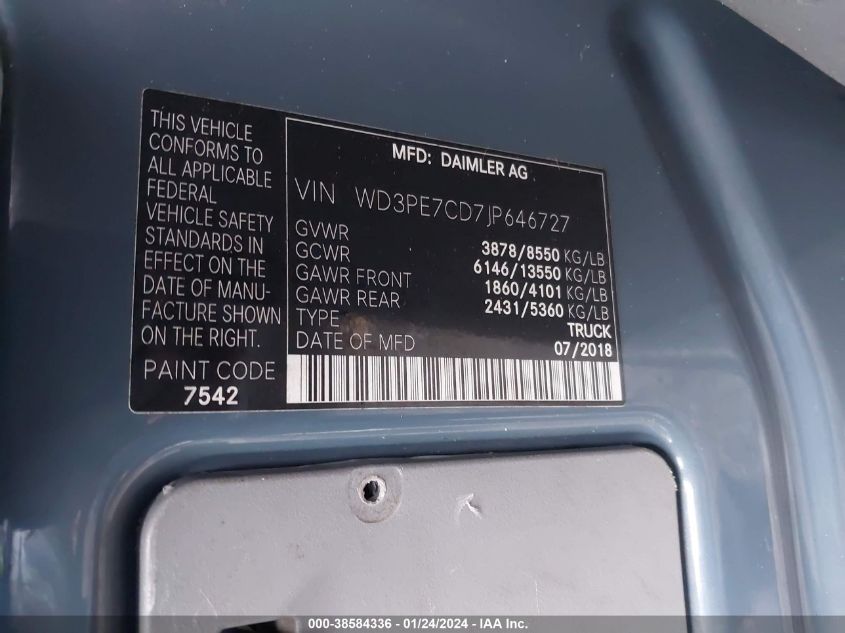 THIS VEHICLE
CONFORMS TO
ALL APPLICABLE
FEDERAL
VEHICLE SAFETY
STANDARDS IN
EFFECT ON THE
DATE OF MANU-
FACTURE SHOWN
ON THE RIGHT.
PAINT CODE
7542
MFD: DAIMLER AG
VIN WD3PE7CD7JP646727
GVWR 3878/8550 KG/LB
GCWR 6146/13550 KG/LB
GAWR FRONT 1860/4101 KG/LB
GAWR REAR 2431/5360 KG/LB
TYPE TRUCK
DATE OF MFD 07/2018
000-38584336 - 01/24/2024 - IAA Inc.